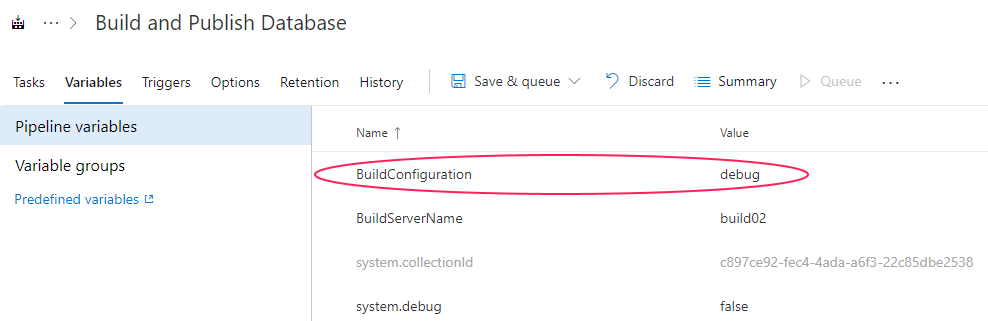 ··· > Build and Publish Database
Tasks Variables Triggers Options Retention History Save & queue Discard Summary Queue ···
Pipeline variables
Variable groups
Predefined variables
Name ↑ Value
BuildConfiguration debug
BuildServerName build02
system.collectionId c897ce92-fec4-4ada-a6f3-22c85dbe2538
system.debug false